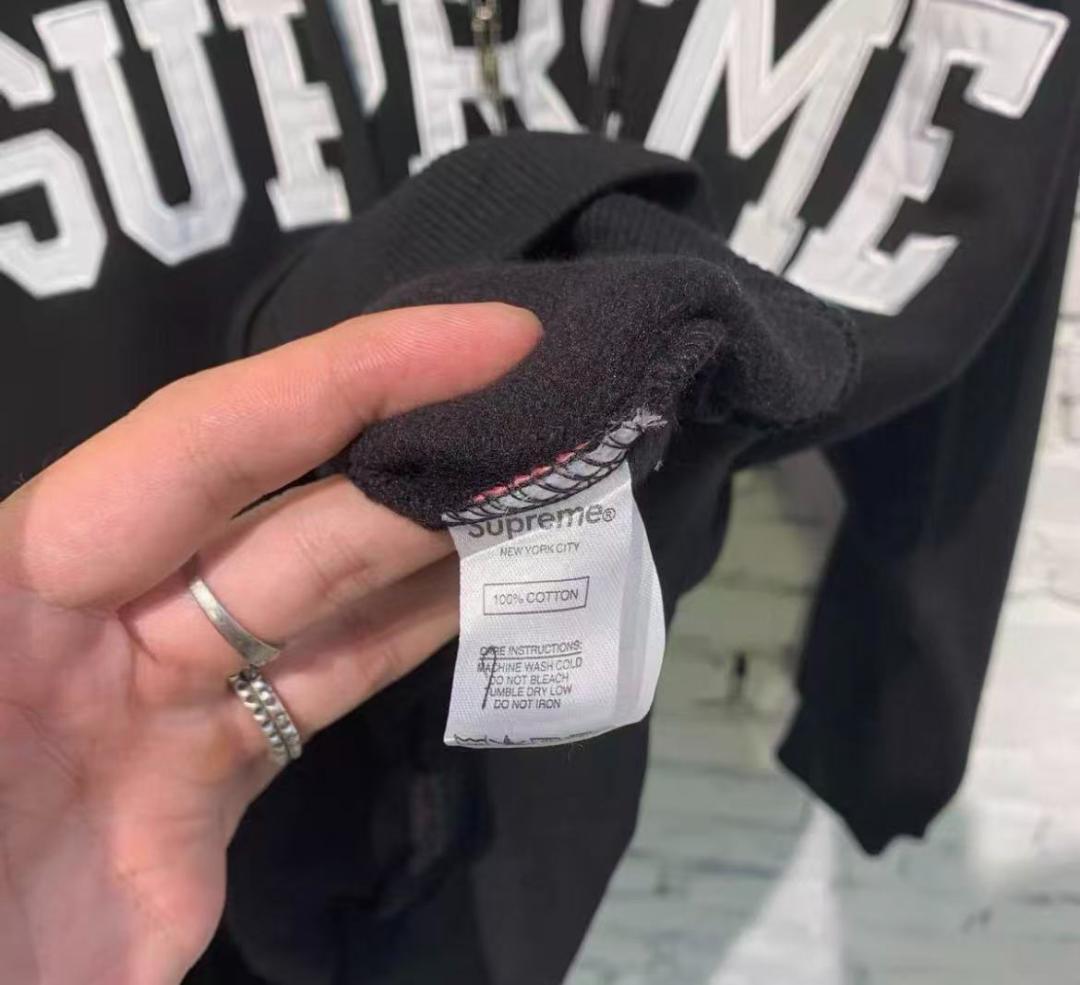 SUPREME
Supreme®
NEW YORK CITY
100% COTTON
CARE INSTRUCTIONS:
MACHINE WASH COLD
DO NOT BLEACH
TUMBLE DRY LOW
DO NOT IRON